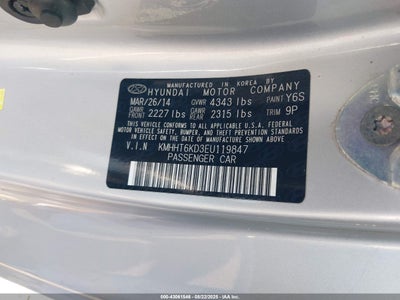 MANUFACTURED BY
HYUNDAI MOTOR COMPANY
MAR/26/14 GVWR 4343 lbs PAINT Y6S
GAWR FRONT 2227 lbs GAWR REAR 2315 lbs TRIM 9P
THIS VEHICLE CONFORMS TO ALL APPLICABLE
FEDERAL MOTOR VEHICLE SAFETY,
BUMPER, AND THEFT PREVENTION STANDARDS
IN EFFECT ON THE DATE OF
MANUFACTURE SHOWN ABOVE.
V.I.N KMHHT6KD3EU119847
PASSENGER CAR